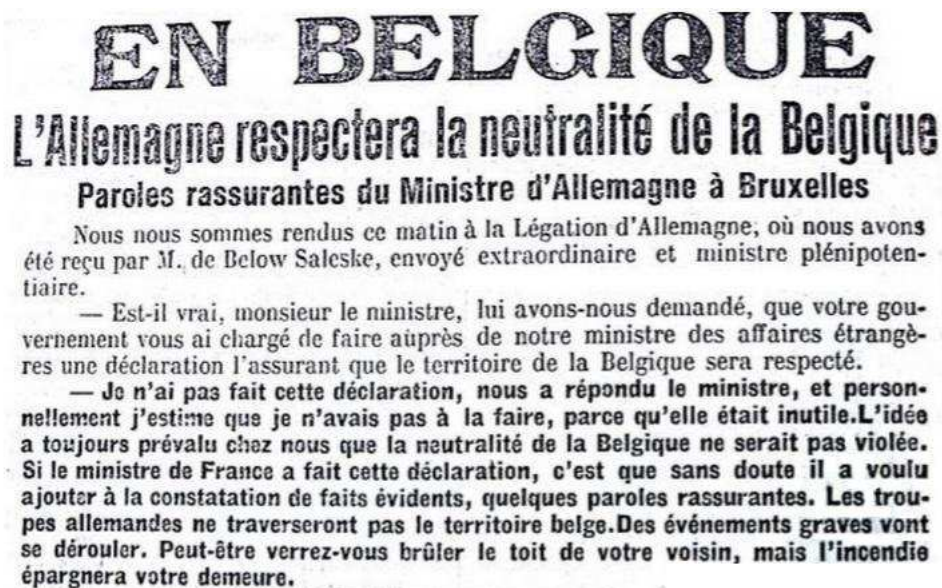 EN BELGIQUE
L'Allemagne respectera la neutralité de la Belgique
Paroles rassurantes du Ministre d'Allemagne à Bruxelles
Nous nous sommes rendus ce matin à la Légation d'Allemagne, où nous avons
été reçu par M. de Below Saleske, envoyé extraordinaire et ministre plénipoten-
tiaire.
— Est-il vrai, monsieur le ministre, lui avons-nous demandé, que votre gou-
vernement vous ai chargé de faire auprès de notre ministre des affaires étrangè-
res une déclaration l'assurant que le territoire de la Belgique sera respecté.
— Je n'ai pas fait cette déclaration, nous a répondu le ministre, et person-
nellement j'estime que je n'avais pas à la faire, parce qu'elle était inutile.L'idée
a toujours prévalu chez nous que la neutralité de la Belgique ne serait pas violée.
Si le ministre de France a fait cette déclaration, c'est que sans doute il a voulu
ajouter à la constatation de faits évidents, quelques paroles rassurantes. Les trou-
pes allemandes ne traverseront pas le territoire belge.Des événements graves vont
se dérouler. Peut-être verrez-vous brûler le toit de votre voisin, mais l'incendie
épargnera votre demeure.